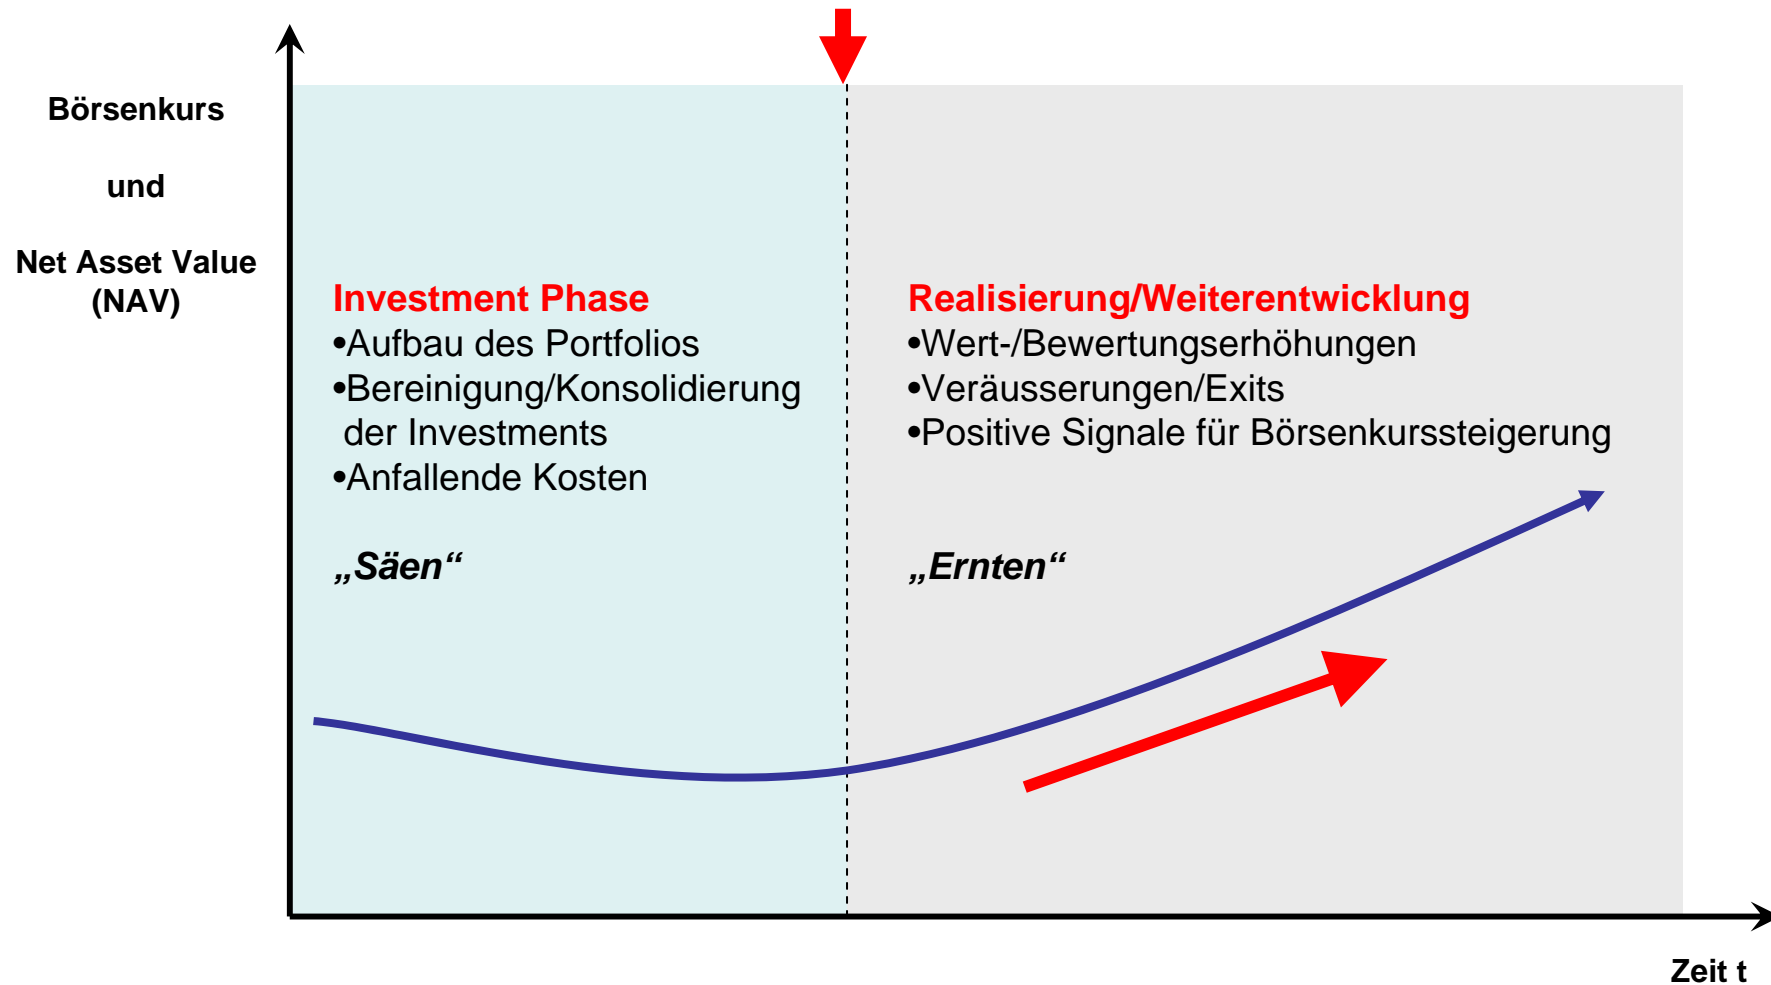 Börsenkurs
und
Net Asset Value
(NAV)
Investment Phase
•Aufbau des Portfolios
•Bereinigung/Konsolidierung
der Investments
•Anfallende Kosten
„Säen“
Realisierung/Weiterentwicklung
•Wert-/Bewertungserhöhungen
•Veräusserungen/Exits
•Positive Signale für Börsenkurssteigerung
„Ernten“
Zeit t